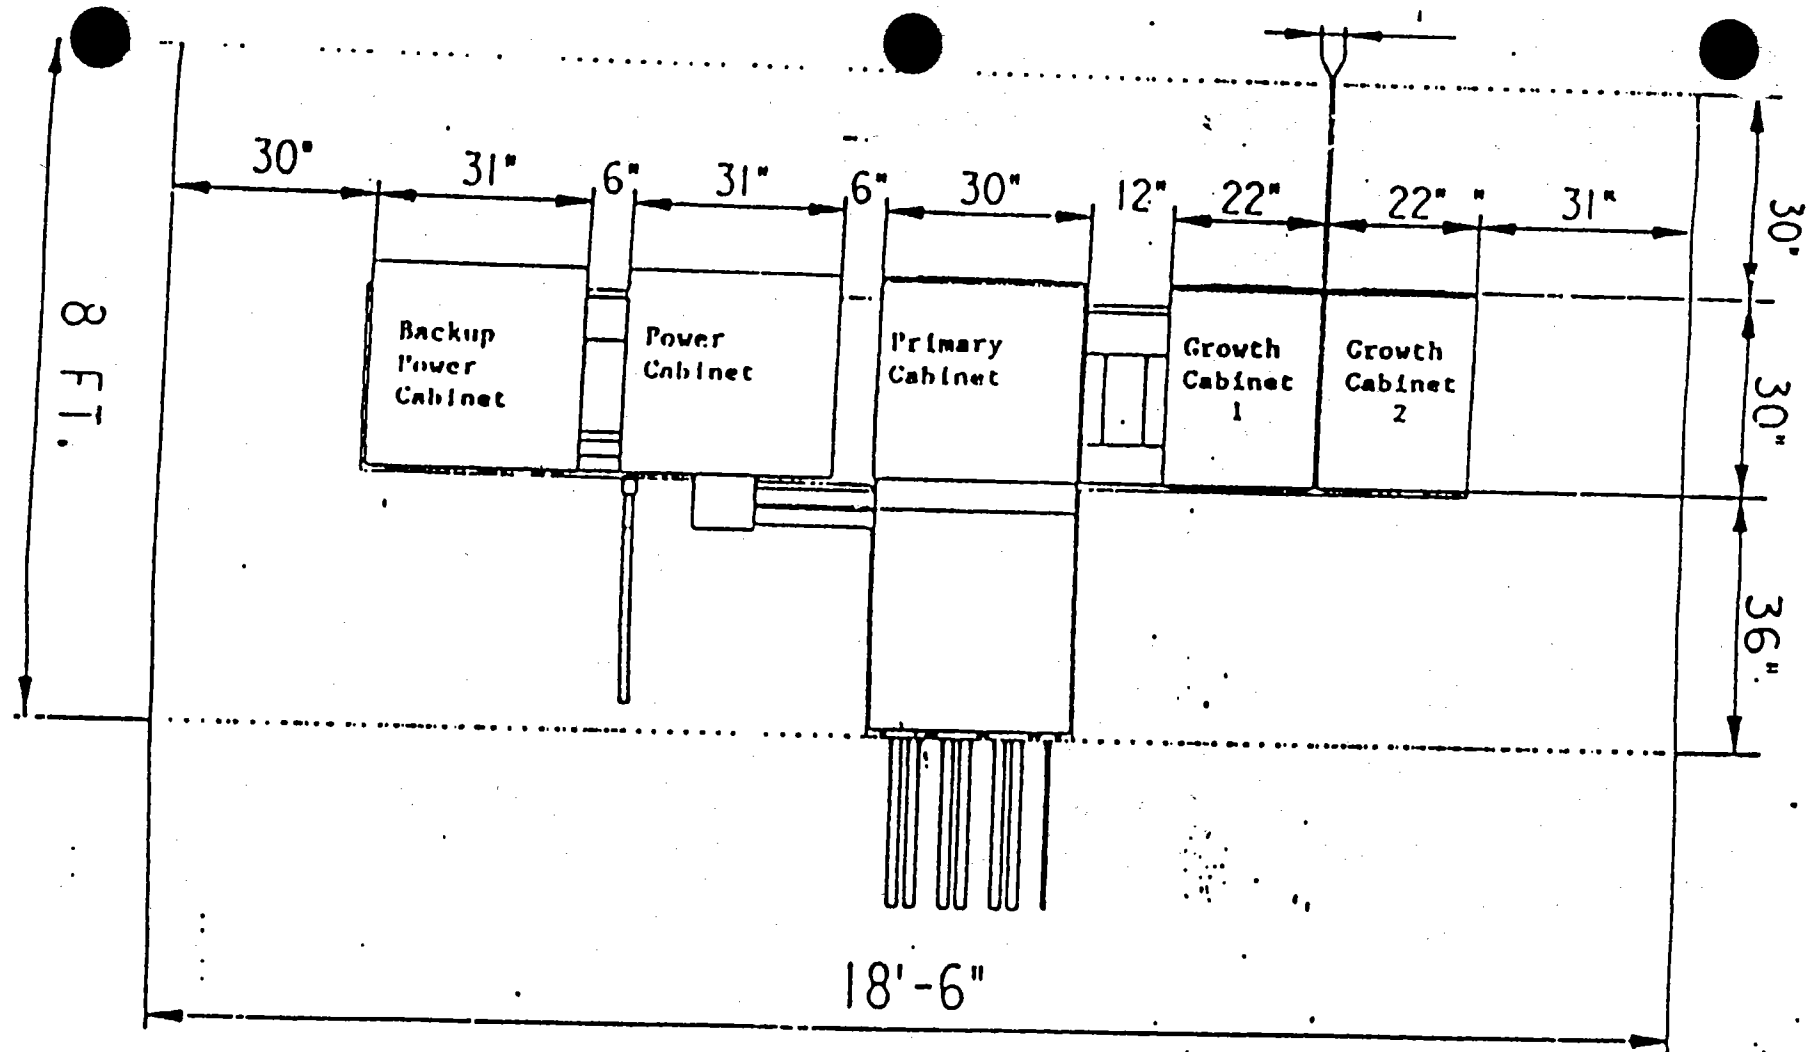 30" 31" 6" 31" 6" 30" 12" 22" 22" " 31"
30"
8 FT.
Backup
Power
Cabinet
Power
Cabinet
Primary
Cabinet
Growth
Cabinet
1
Growth
Cabinet
2
30"
36"
18'-6"